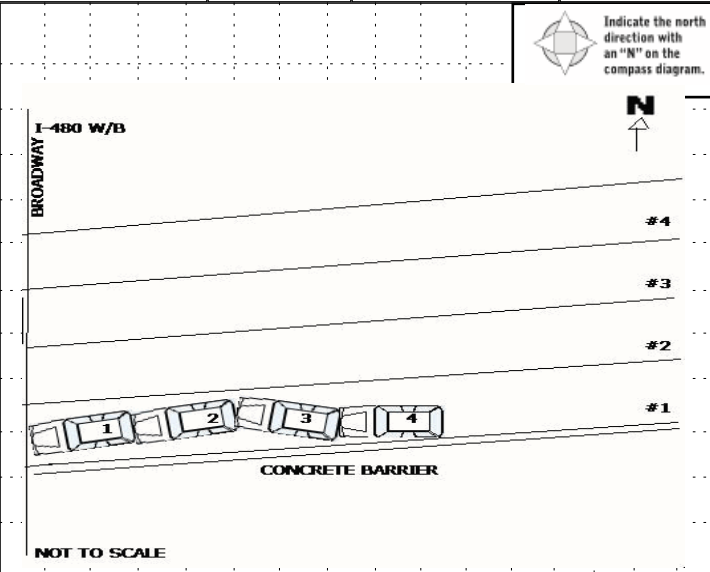 Indicate the north
direction with
an "N" on the
compass diagram.
N
I-480 W/B
BROADWAY
#4
#3
#2
#1
1
2
3
4
CONCRETE BARRIER
NOT TO SCALE